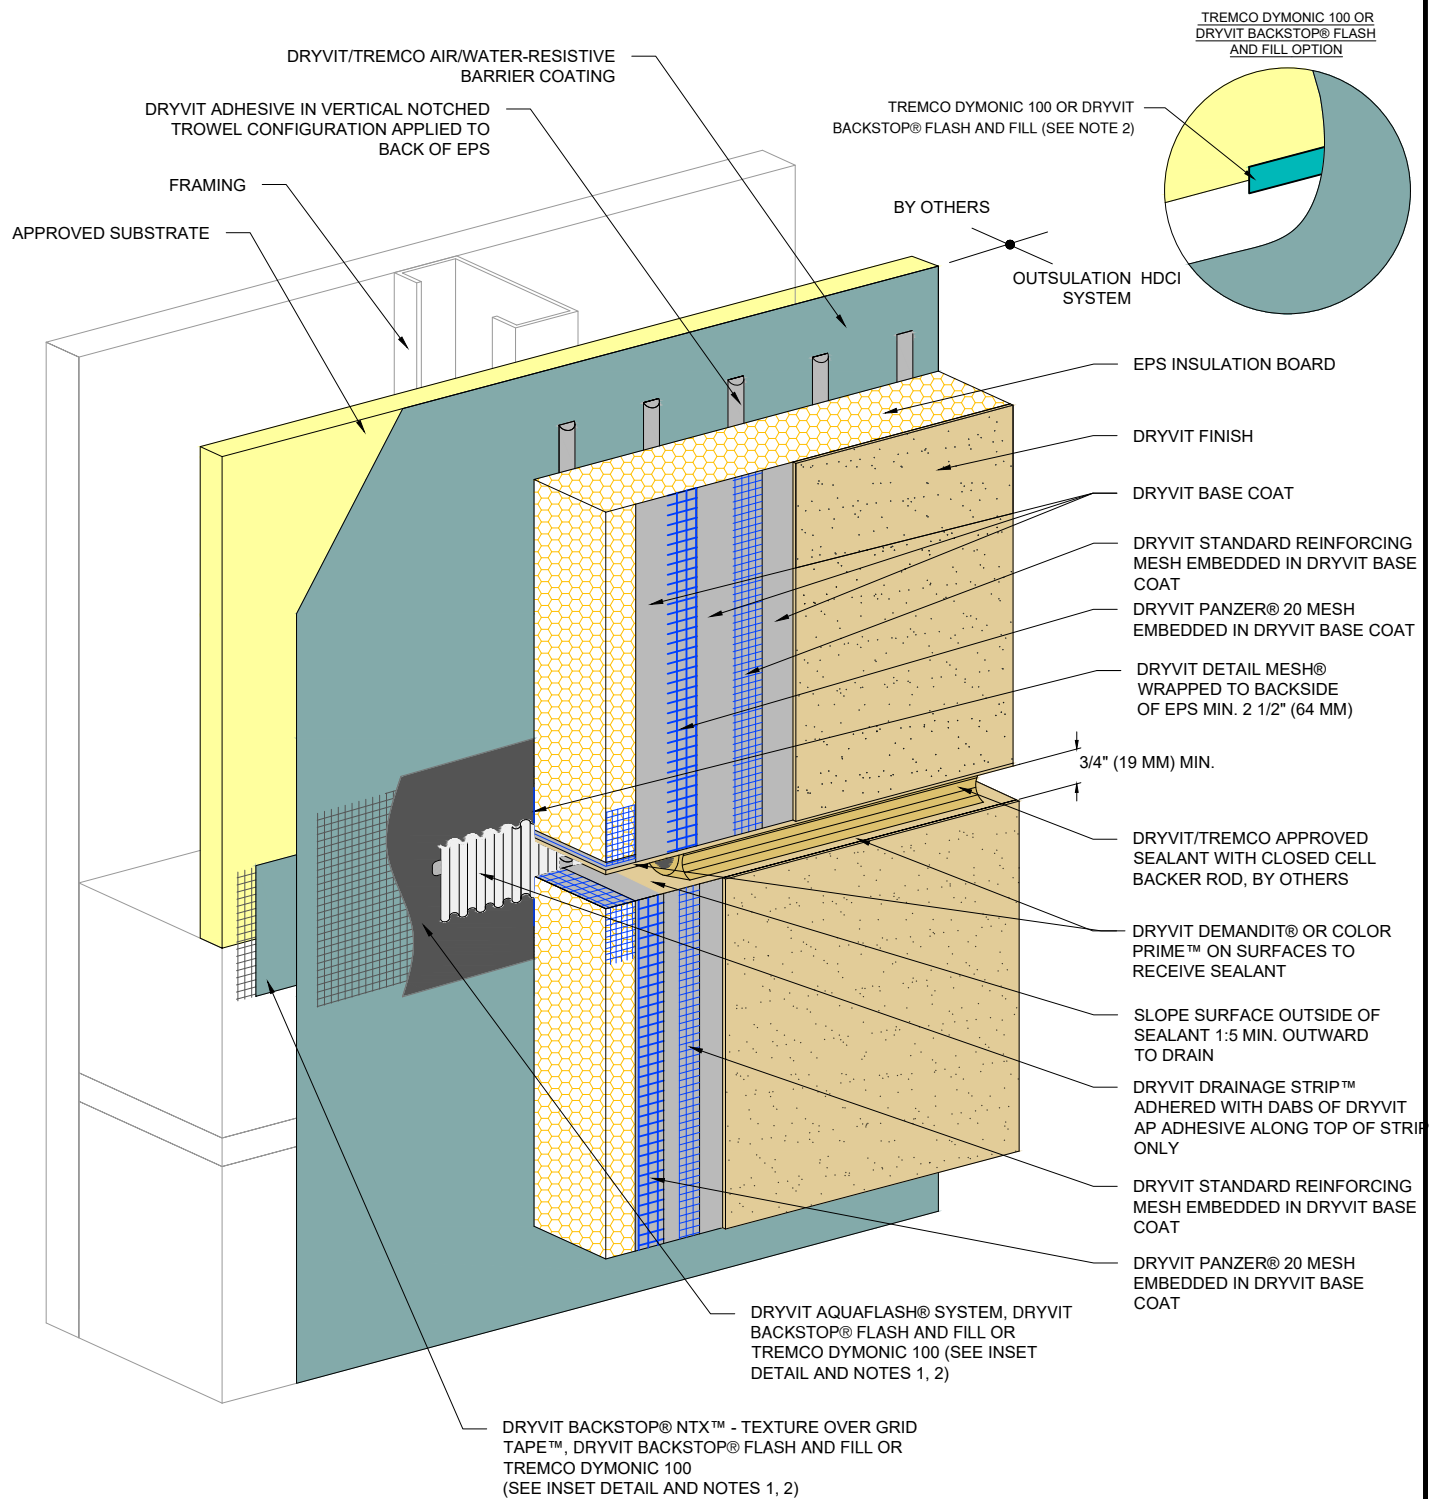 TREMCO DYMONIC 100 OR
DRYVIT BACKSTOP® FLASH
AND FILL OPTION
DRYVIT/TREMCO AIR/WATER-RESISTIVE
BARRIER COATING
DRYVIT ADHESIVE IN VERTICAL NOTCHED
TROWEL CONFIGURATION APPLIED TO
BACK OF EPS
TREMCO DYMONIC 100 OR DRYVIT
BACKSTOP® FLASH AND FILL (SEE NOTE 2)
FRAMING
APPROVED SUBSTRATE
BY OTHERS
OUTSULATION HDCI
SYSTEM
EPS INSULATION BOARD
DRYVIT FINISH
DRYVIT BASE COAT
DRYVIT STANDARD REINFORCING
MESH EMBEDDED IN DRYVIT BASE
COAT
DRYVIT PANZER® 20 MESH
EMBEDDED IN DRYVIT BASE COAT
DRYVIT DETAIL MESH®
WRAPPED TO BACKSIDE
OF EPS MIN. 2 1/2" (64 MM)
3/4" (19 MM) MIN.
DRYVIT/TREMCO APPROVED
SEALANT WITH CLOSED CELL
BACKER ROD, BY OTHERS
DRYVIT DEMANDIT® OR COLOR
PRIME™ ON SURFACES TO
RECEIVE SEALANT
SLOPE SURFACE OUTSIDE OF
SEALANT 1:5 MIN. OUTWARD
TO DRAIN
DRYVIT DRAINAGE STRIP™
ADHERED WITH DABS OF DRYVIT
AP ADHESIVE ALONG TOP OF STRIP
ONLY
DRYVIT STANDARD REINFORCING
MESH EMBEDDED IN DRYVIT BASE
COAT
DRYVIT PANZER® 20 MESH
EMBEDDED IN DRYVIT BASE
COAT
DRYVIT AQUAFLASH® SYSTEM, DRYVIT
BACKSTOP® FLASH AND FILL OR
TREMCO DYMONIC 100 (SEE INSET
DETAIL AND NOTES 1, 2)
DRYVIT BACKSTOP® NTX™ - TEXTURE OVER GRID
TAPE™, DRYVIT BACKSTOP® FLASH AND FILL OR
TREMCO DYMONIC 100
(SEE INSET DETAIL AND NOTES 1, 2)